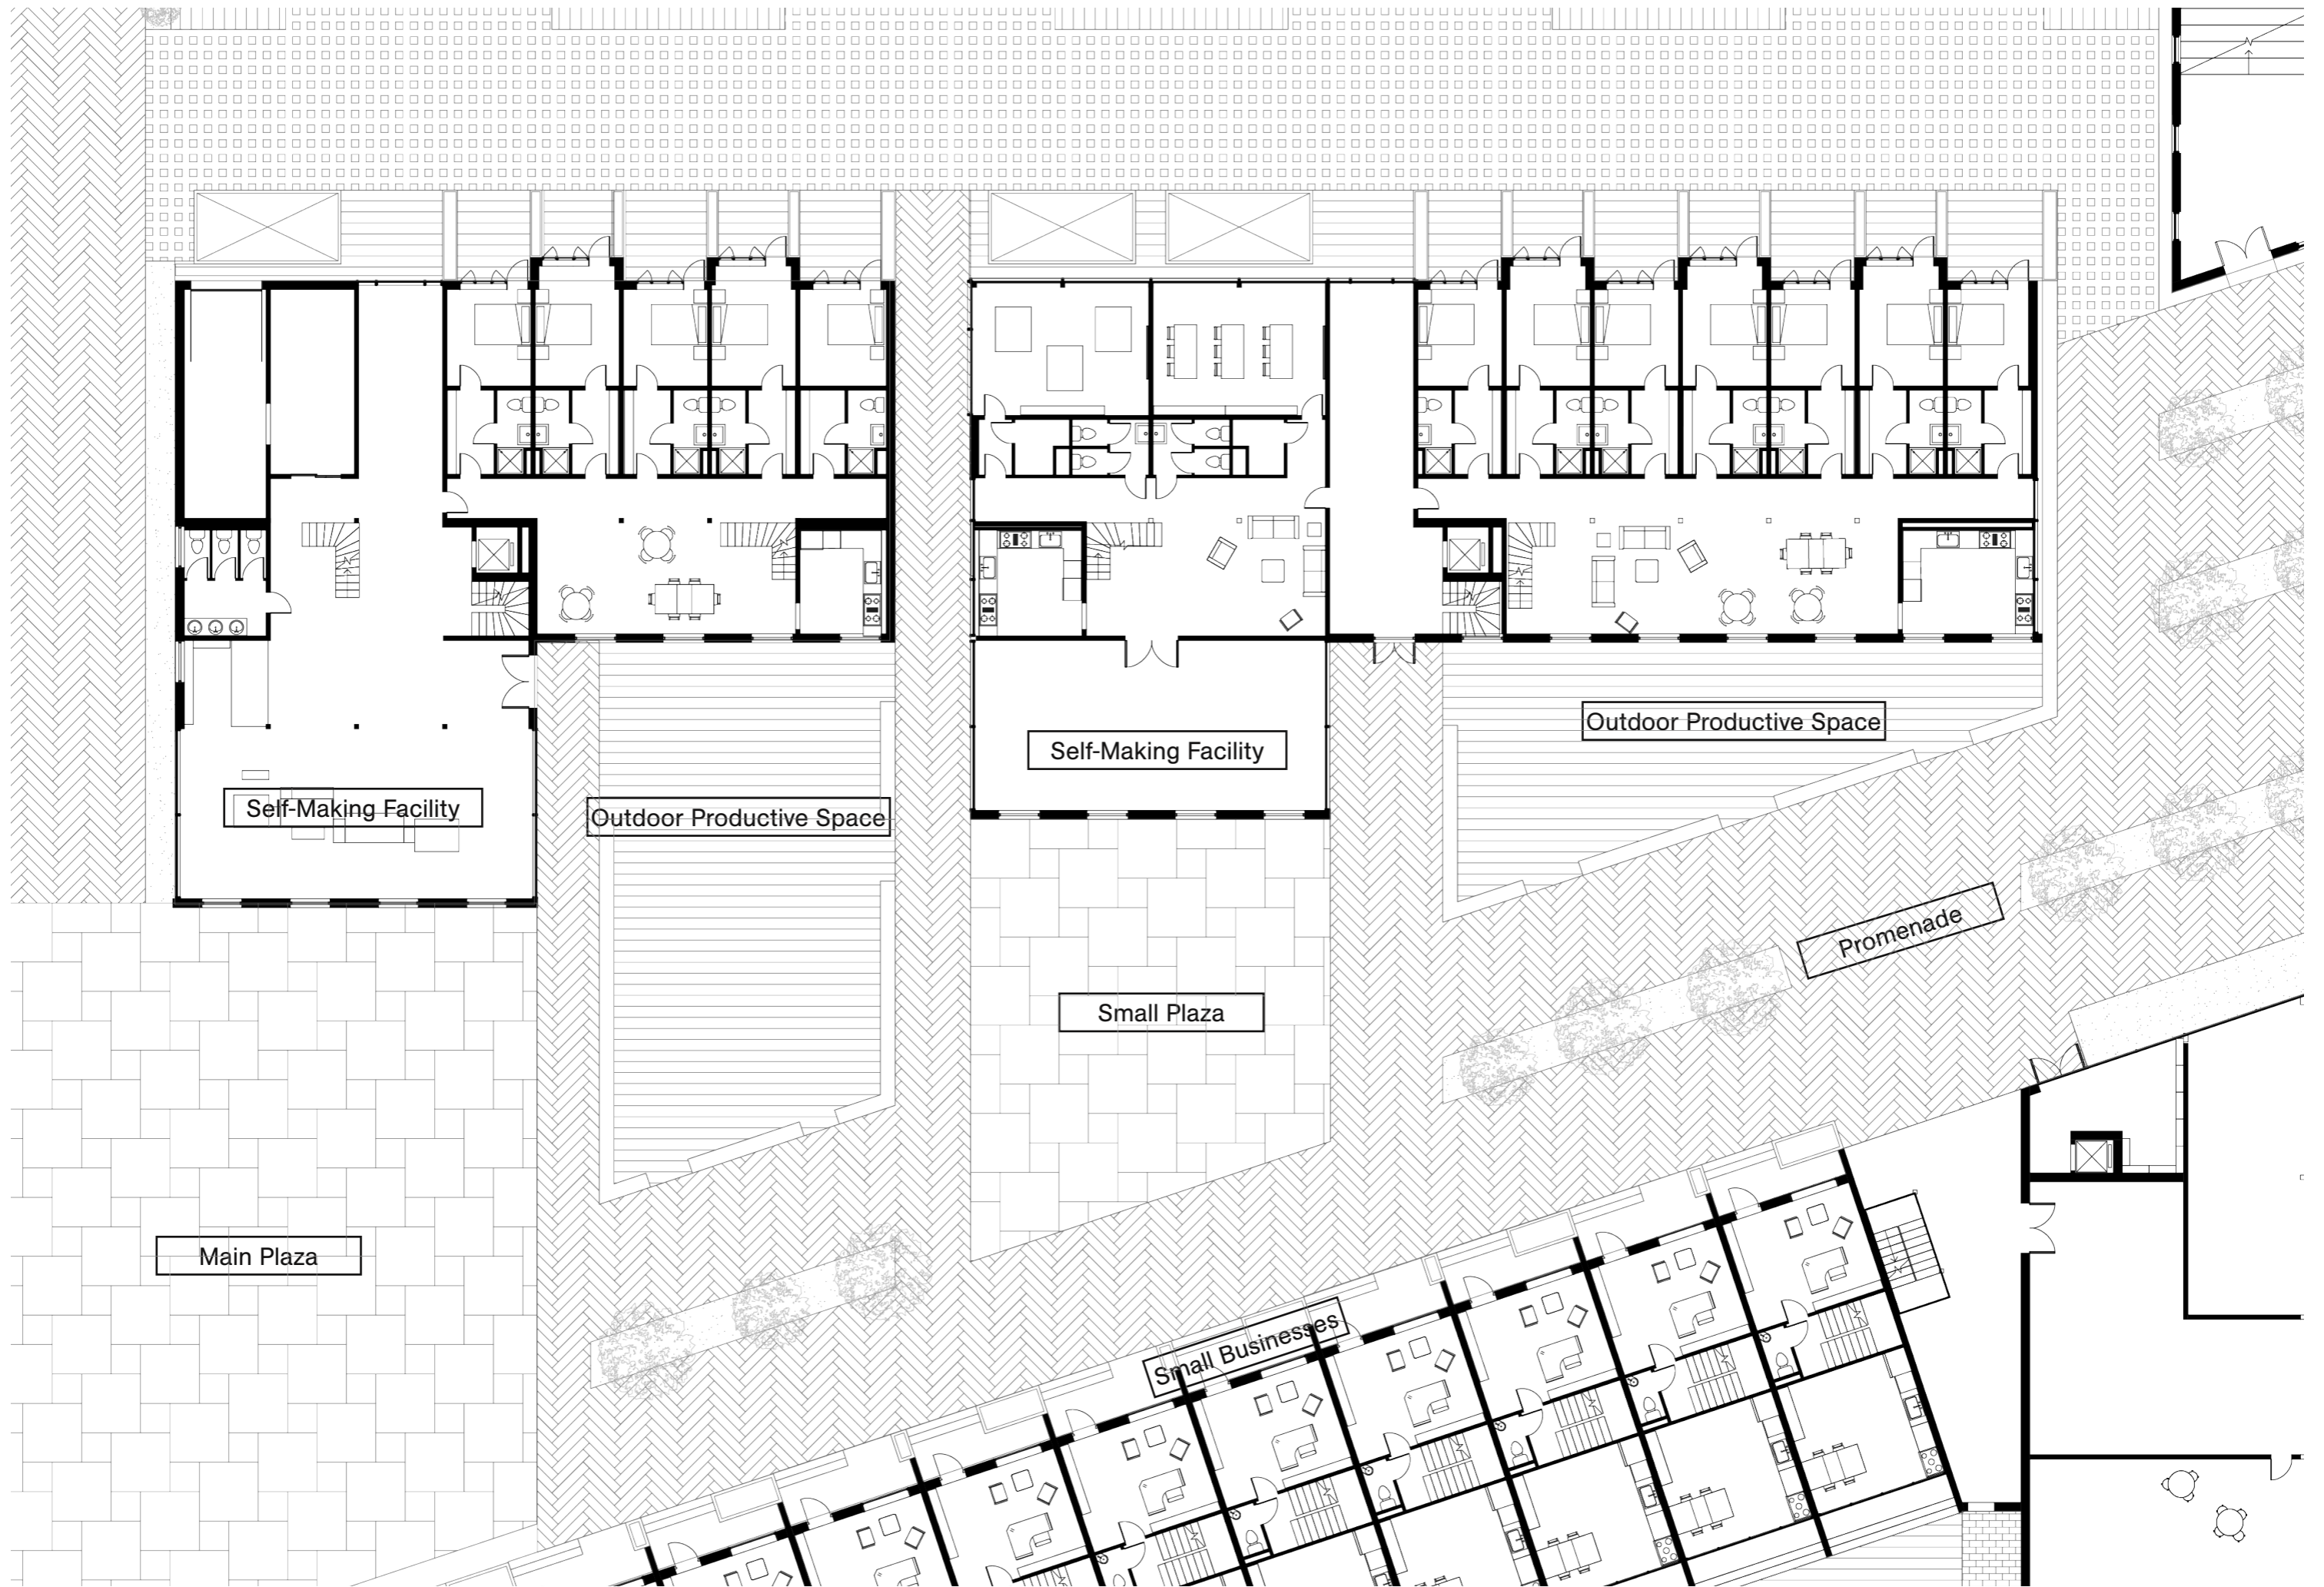 Outdoor Productive Space
Self-Making Facility
Self-Making Facility
Outdoor Productive Space
Promenade
Small Plaza
Main Plaza
Small Businesses